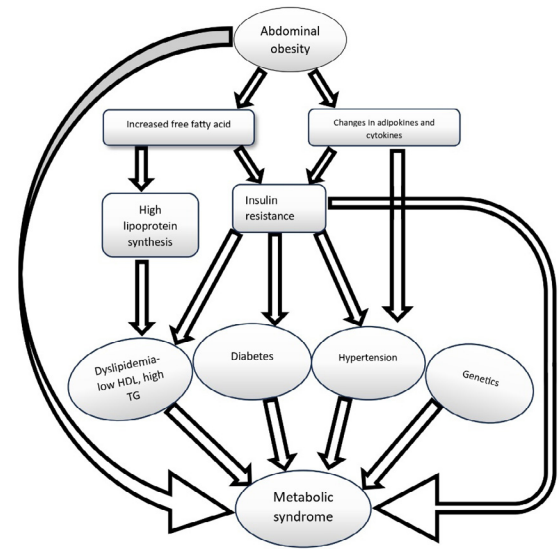 Abdominal
obesity
Increased free fatty acid
Changes in adipokines and
cytokines
High
lipoprotein
synthesis
Insulin
resistance
Dyslipidemia-
low HDL, high
TG
Diabetes
Hypertension
Genetics
Metabolic
syndrome